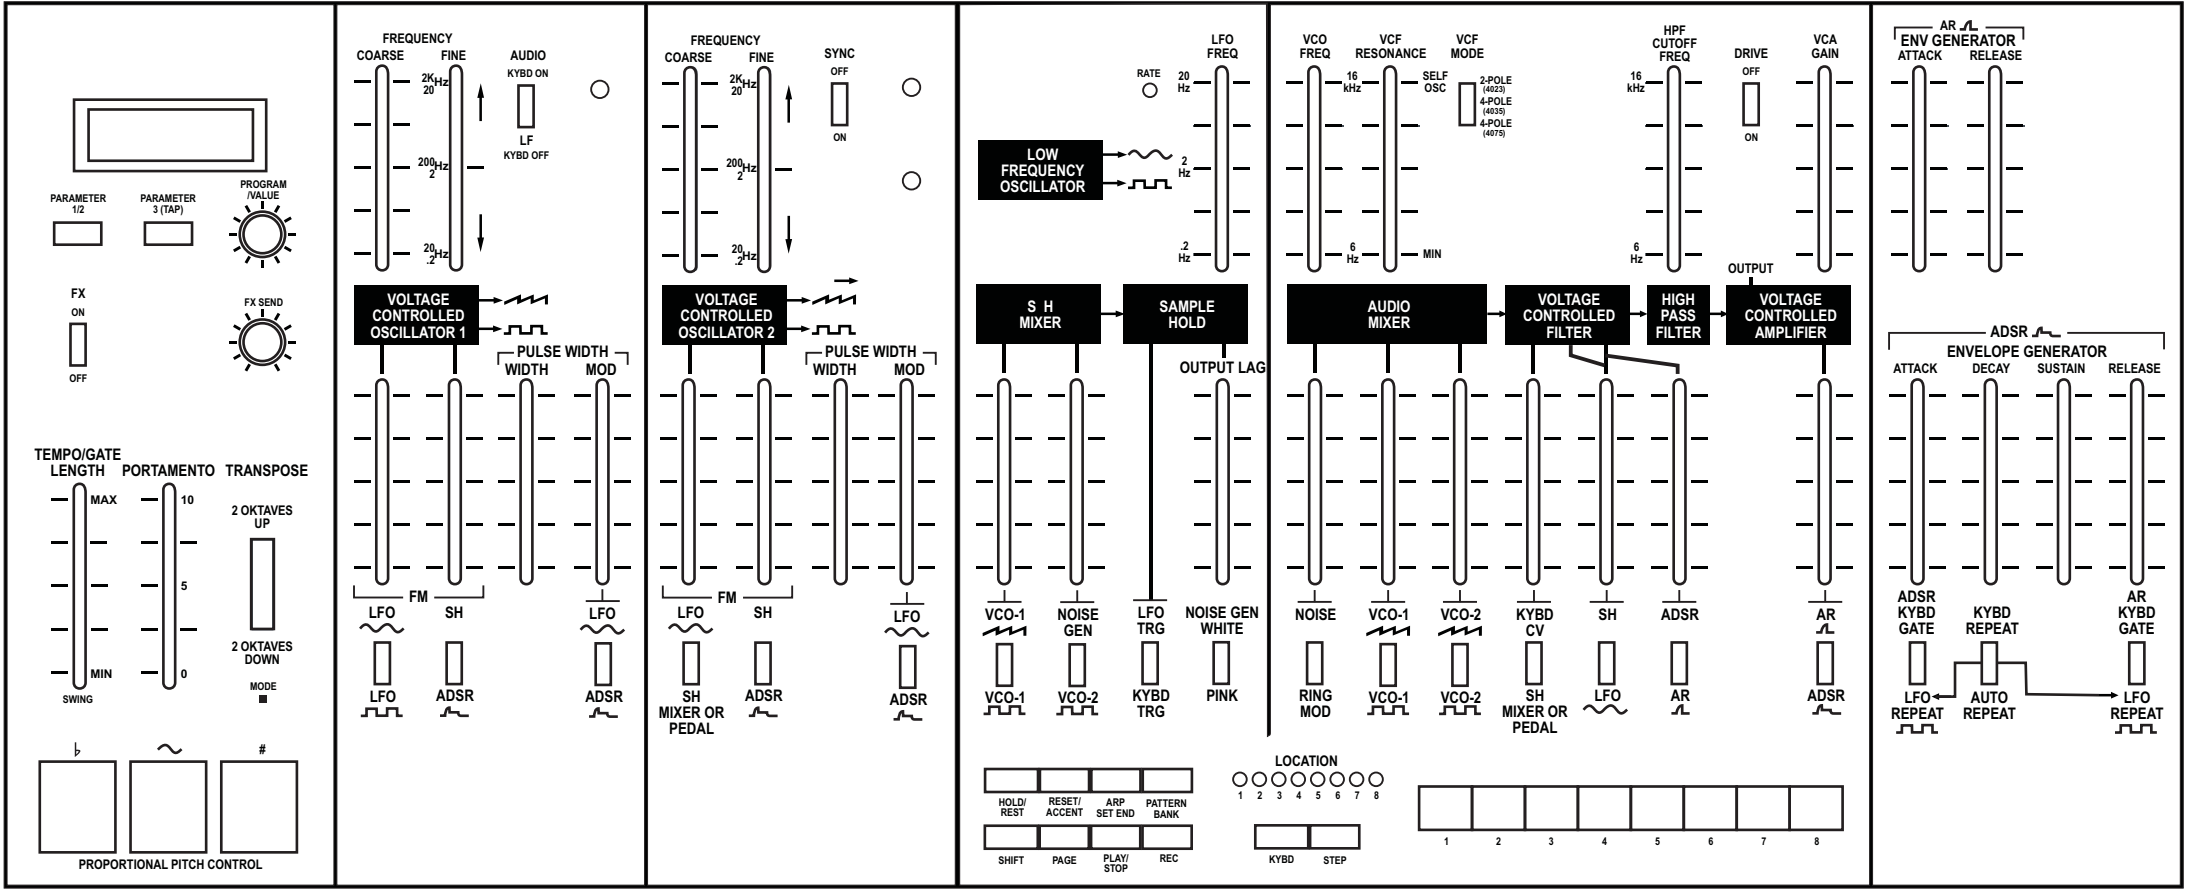 PARAMETER
1/2
PARAMETER
3 (TAP)
PROGRAM
/VALUE
FX
ON
OFF
FX SEND
TEMPO/GATE
LENGTH
MAX
MIN
SWING
PORTAMENTO
10
5
0
TRANSPOSE
2 OKTAVES
UP
2 OKTAVES
DOWN
MODE
♭
#
PROPORTIONAL PITCH CONTROL
FREQUENCY
COARSE
FINE
2K
20
Hz
200
2
Hz
20
.2
Hz
AUDIO
KYBD ON
LF
KYBD OFF
VOLTAGE
CONTROLLED
OSCILLATOR 1
PULSE WIDTH
WIDTH
MOD
FM
LFO
LFO
SH
ADSR
LFO
ADSR
FREQUENCY
COARSE
FINE
2K
20
Hz
200
2
Hz
20
.2
Hz
SYNC
OFF
ON
VOLTAGE
CONTROLLED
OSCILLATOR 2
PULSE WIDTH
WIDTH
MOD
FM
LFO
SH
MIXER OR
PEDAL
SH
ADSR
LFO
ADSR
LFO
FREQ
RATE
20
Hz
2
Hz
.2
Hz
LOW
FREQUENCY
OSCILLATOR
S H
MIXER
SAMPLE
HOLD
OUTPUT LAG
VCO-1
VCO-1
NOISE
GEN
VCO-2
LFO
TRG
KYBD
TRG
NOISE GEN
WHITE
PINK
VCO
FREQ
16
kHz
6
Hz
VCF
RESONANCE
SELF
OSC
MIN
VCF
MODE
2-POLE
(4023)
4-POLE
(4035)
4-POLE
(4075)
HPF
CUTOFF
FREQ
16
kHz
6
Hz
DRIVE
OFF
ON
VCA
GAIN
OUTPUT
AUDIO
MIXER
VOLTAGE
CONTROLLED
FILTER
HIGH
PASS
FILTER
VOLTAGE
CONTROLLED
AMPLIFIER
NOISE
RING
MOD
VCO-1
VCO-1
VCO-2
VCO-2
KYBD
CV
SH
MIXER OR
PEDAL
SH
LFO
ADSR
AR
AR
ADSR
AR
ENV GENERATOR
ATTACK
RELEASE
ADSR
ENVELOPE GENERATOR
ATTACK
DECAY
SUSTAIN
RELEASE
ADSR
KYBD
GATE
LFO
REPEAT
KYBD
REPEAT
AUTO
REPEAT
AR
KYBD
GATE
LFO
REPEAT
HOLD/
REST
RESET/
ACCENT
ARP
SET END
PATTERN
BANK
SHIFT
PAGE
PLAY/
STOP
REC
LOCATION
1 2 3 4 5 6 7 8
KYBD
STEP
1 2 3 4 5 6 7 8